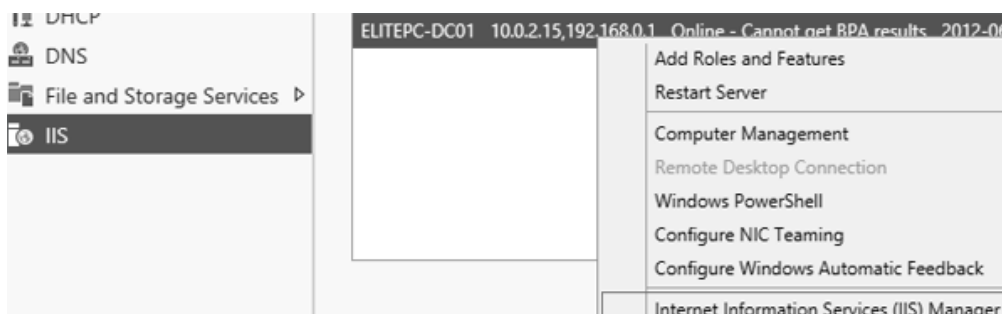 DHCP
DNS
File and Storage Services
IIS
ELITEPC-DC01 10.0.2.15,192.168.0.1 Online - Cannot get BPA results 2012-06
Add Roles and Features
Restart Server
Computer Management
Remote Desktop Connection
Windows PowerShell
Configure NIC Teaming
Configure Windows Automatic Feedback
Internet Information Services (IIS) Manager